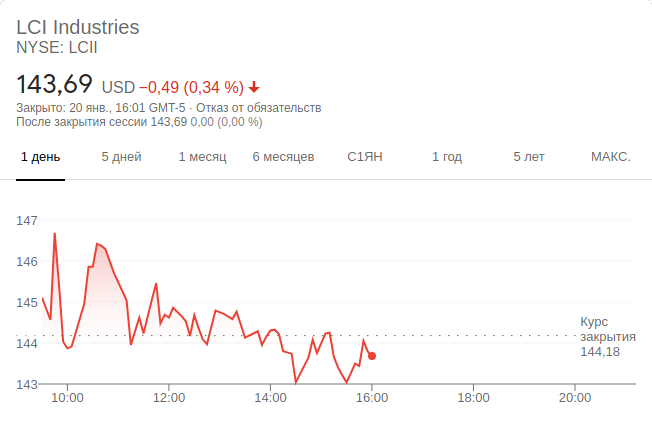 LCI Industries
NYSE: LCII
143,69 USD −0,49 (0,34 %)
Закрыто: 20 янв., 16:01 GMT-5 · Отказ от обязательств
После закрытия сессии 143,69 0,00 (0,00 %)
1 день 5 дней 1 месяц 6 месяцев С1ЯН 1 год 5 лет МАКС.
147
146
145
144
143
Курс
закрытия
144,18
10:00 12:00 14:00 16:00 18:00 20:00